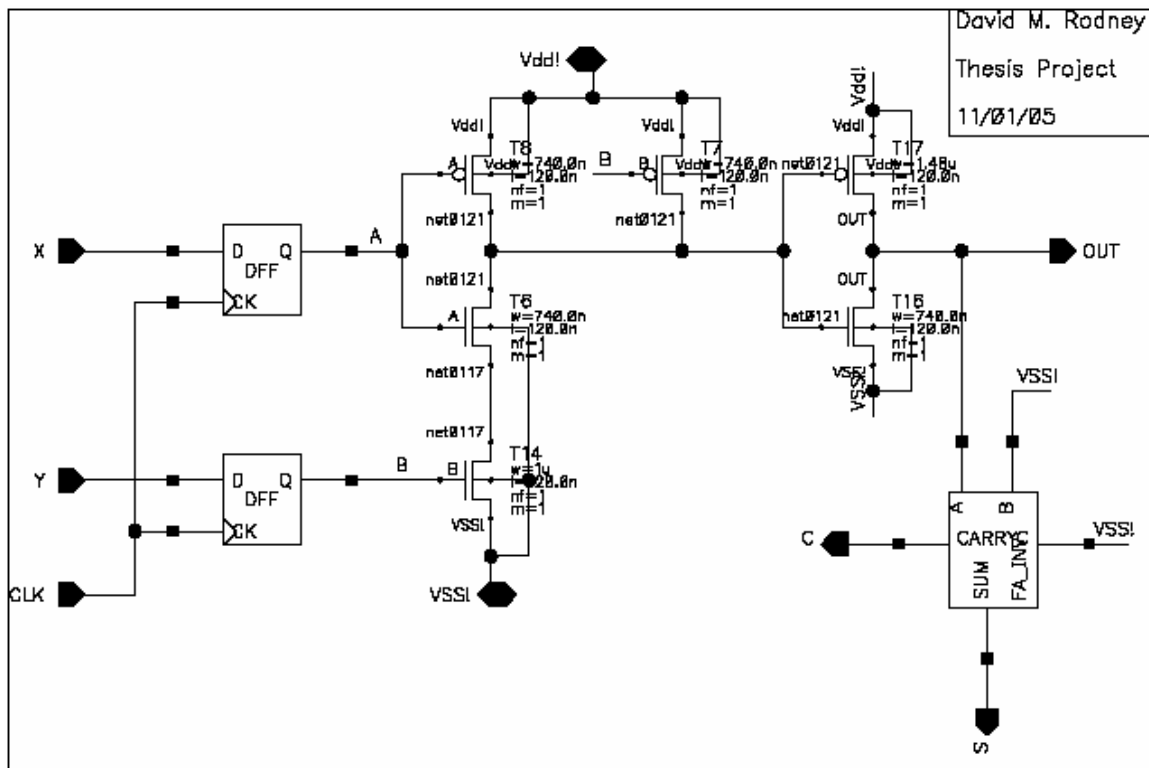 David M. Rodney
Thesis Project
11/01/05
Vdd!
Vdd!
Vdd!
Vdd!
Vdd!
T8
w=740.0n
l=120.0n
nf=1
m=1
A
net0121
T7
w=740.0n
l=120.0n
nf=1
m=1
B
B
net0121
T17
w=1.48u
l=120.0n
nf=1
m=1
net0121
OUT
X
D Q
DFF
CK
A
OUT
net0121
OUT
T6
w=740.0n
l=120.0n
nf=1
m=1
A
net0117
T16
w=740.0n
l=120.0n
nf=1
m=1
net0121
VSS!
VSS!
VSS!
net0117
T14
w=1u
l=120.0n
nf=1
m=1
Y
D Q
DFF
CK
B
B
VSS!
A
B
C
CARRY
C
VSS!
SUM
FA_INV
CLK
VSS!
S